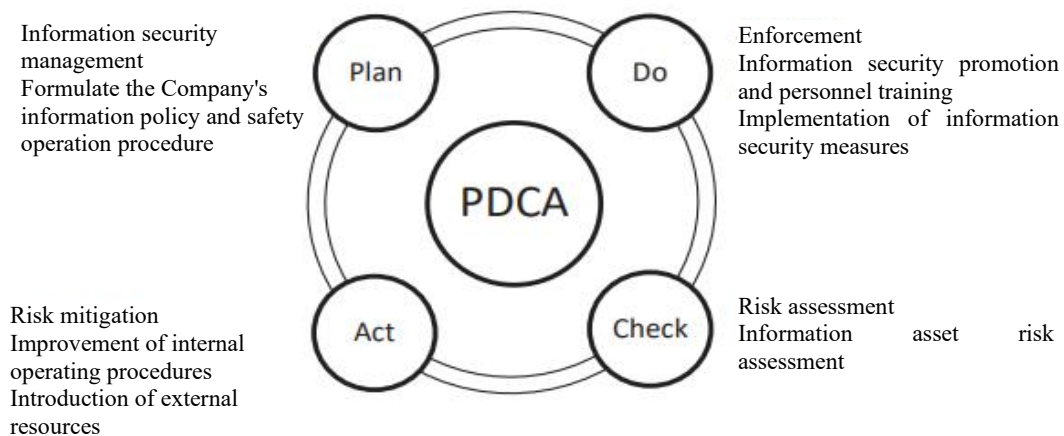 Information security
management
Formulate the Company's
information policy and safety
operation procedure
Plan
Do
Enforcement
Information security promotion
and personnel training
Implementation of information
security measures
PDCA
Risk mitigation
Improvement of internal
operating procedures
Introduction of external
resources
Act
Check
Risk assessment
Information asset risk
assessment